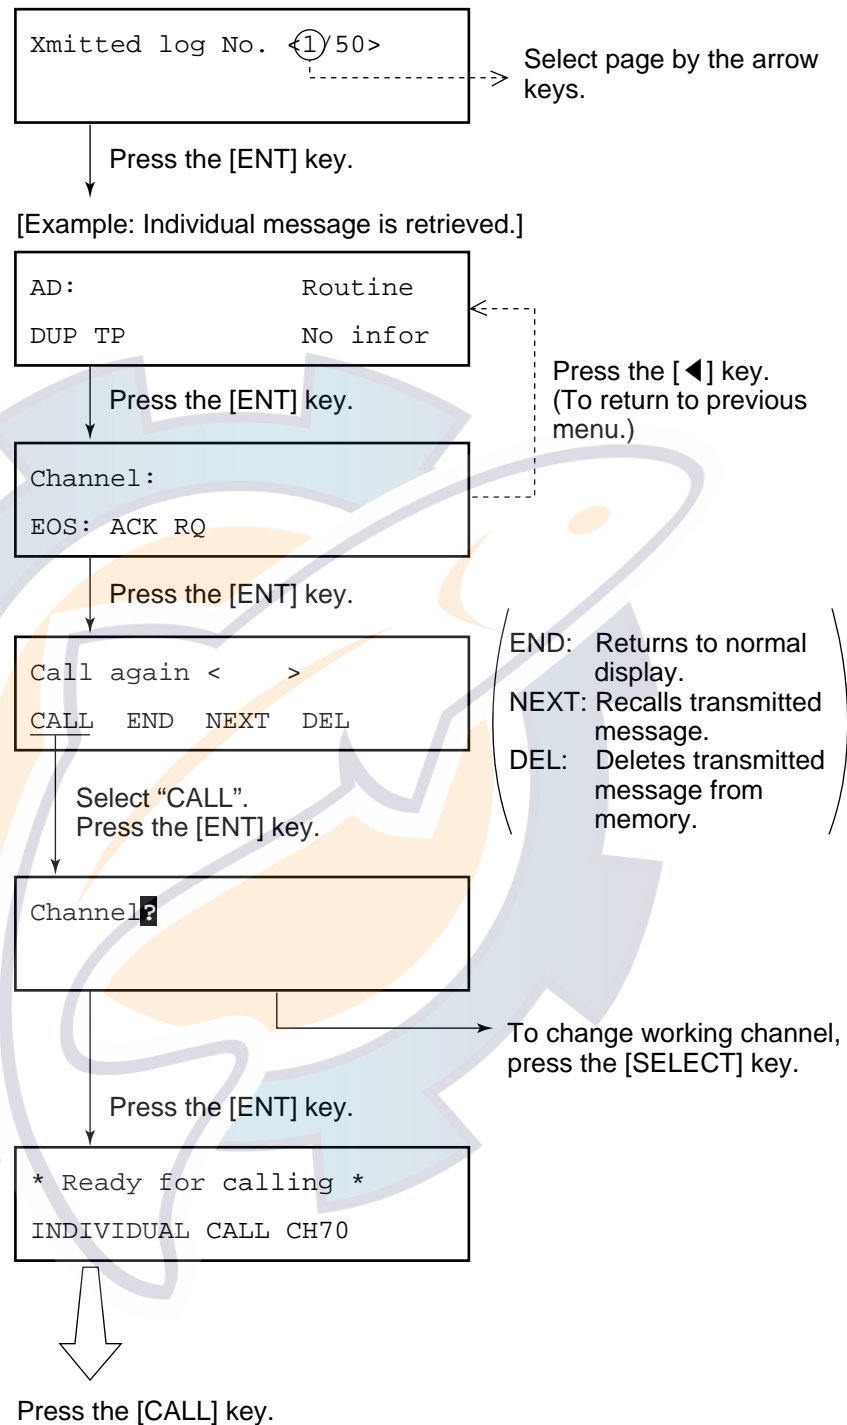 Xmitted log No. <1/50>
Select page by the arrow
keys.
Press the [ENT] key.
[Example: Individual message is retrieved.]
AD: Routine
DUP TP No infor
Press the [◀] key.
(To return to previous
menu.)
Press the [ENT] key.
Channel:
EOS: ACK RQ
Press the [ENT] key.
Call again < >
CALL END NEXT DEL
END: Returns to normal
display.
NEXT: Recalls transmitted
message.
DEL: Deletes transmitted
message from
memory.
Select “CALL”.
Press the [ENT] key.
Channel?
To change working channel,
press the [SELECT] key.
Press the [ENT] key.
* Ready for calling *
INDIVIDUAL CALL CH70
Press the [CALL] key.